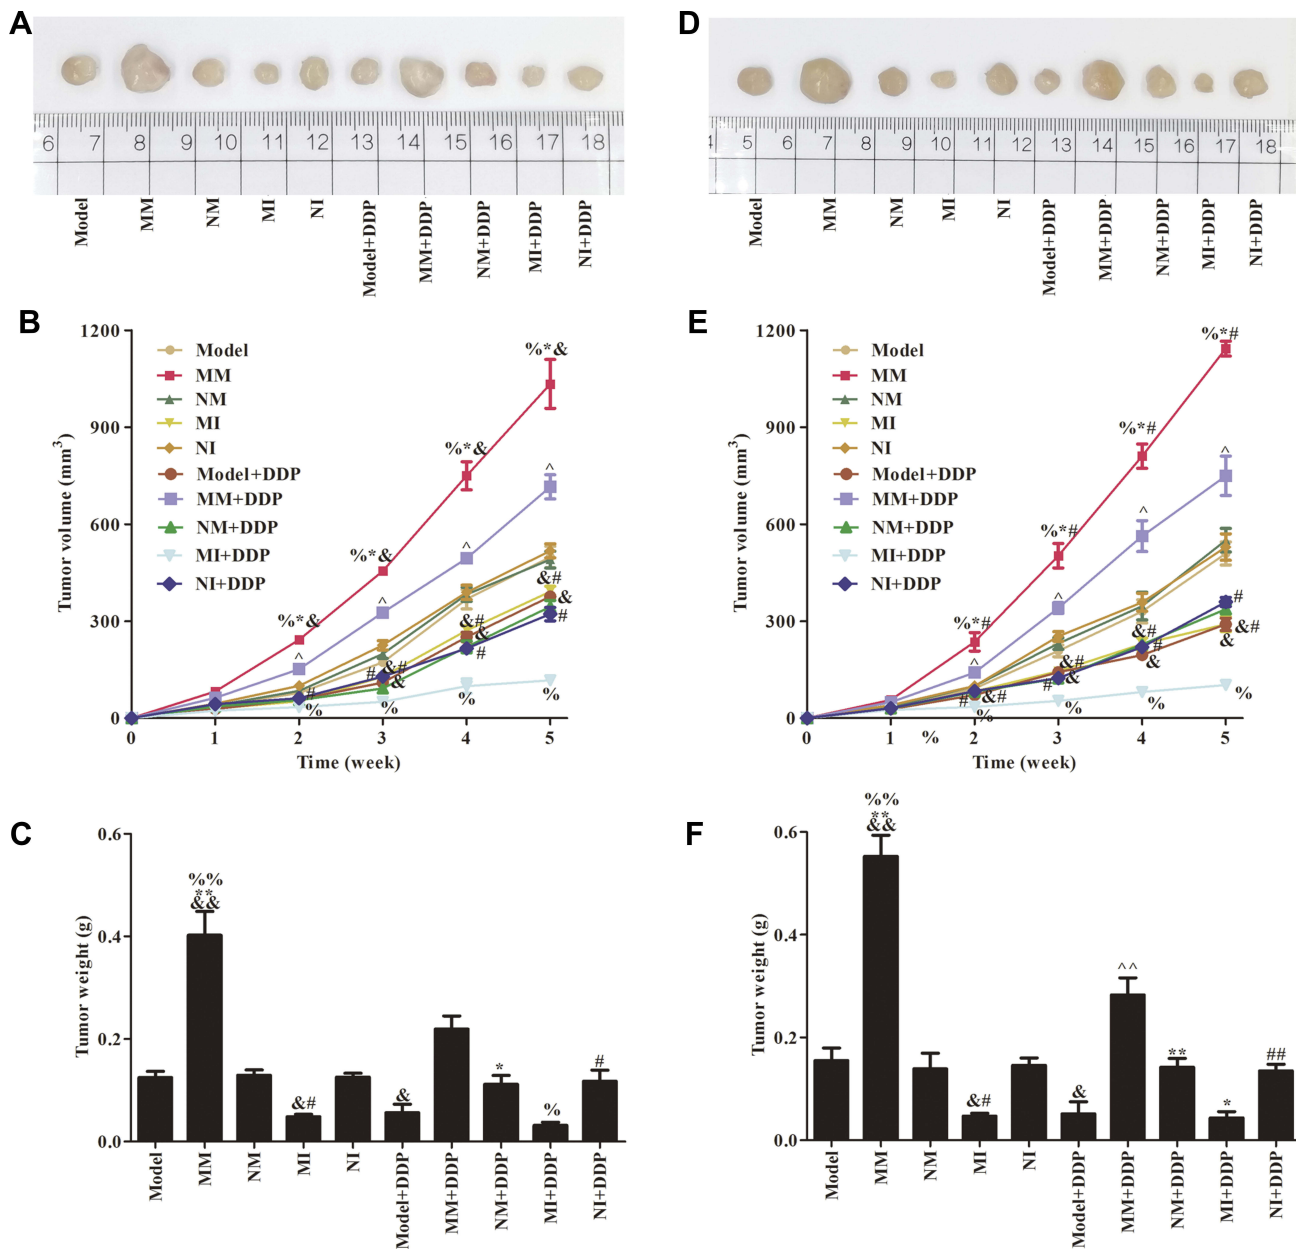 A
6 7 8 9 10 11 12 13 14 15 16 17 18
Model
MM
NM
MI
NI
Model+DDP
MM+DDP
NM+DDP
MI+DDP
NI+DDP
D
4 5 6 7 8 9 10 11 12 13 14 15 16 17 18
Model
MM
NM
MI
NI
Model+DDP
MM+DDP
NM+DDP
MI+DDP
NI+DDP
B
Tumor volume (mm³)
1200
900
600
300
0
Model
MM
NM
MI
NI
Model+DDP
MM+DDP
NM+DDP
MI+DDP
NI+DDP
%*&
%*&
%*&
%*&
^
^
^
^
&#
&
#
&#
&
#
&#
#
&
#
%
%
%
%
0 1 2 3 4 5
Time (week)
E
Tumor volume (mm³)
1200
900
600
300
0
Model
MM
NM
MI
NI
Model+DDP
MM+DDP
NM+DDP
MI+DDP
NI+DDP
%*#
%*#
%*#
%*#
^
^
^
^
#
&#
&
&#
#
&
&#
#
&
#
&#
%
%
%
%
%
0 1 2 3 4 5
Time (week)
C
Tumor weight (g)
0.6
0.4
0.2
0.0
%%
**
&&
&#
&
*
%
#
Model
MM
NM
MI
NI
Model+DDP
MM+DDP
NM+DDP
MI+DDP
NI+DDP
F
Tumor weight (g)
0.6
0.4
0.2
0.0
%%
**
&&
&#
&
^^
**
*
##
Model
MM
NM
MI
NI
Model+DDP
MM+DDP
NM+DDP
MI+DDP
NI+DDP